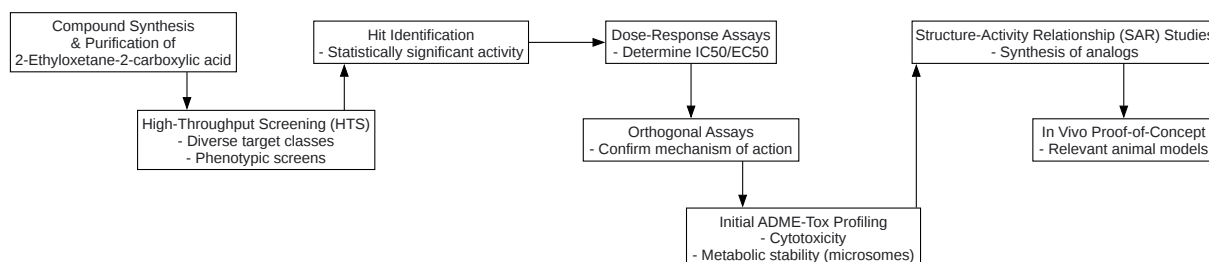 Compound Synthesis
& Purification of
2-Ethyloxetane-2-carboxylic acid
High-Throughput Screening (HTS)
- Diverse target classes
- Phenotypic screens
Hit Identification
- Statistically significant activity
Dose-Response Assays
- Determine IC50/EC50
Orthogonal Assays
- Confirm mechanism of action
Initial ADME-Tox Profiling
- Cytotoxicity
- Metabolic stability (microsomes)
Structure-Activity Relationship (SAR) Studies
- Synthesis of analogs
In Vivo Proof-of-Concept
- Relevant animal models